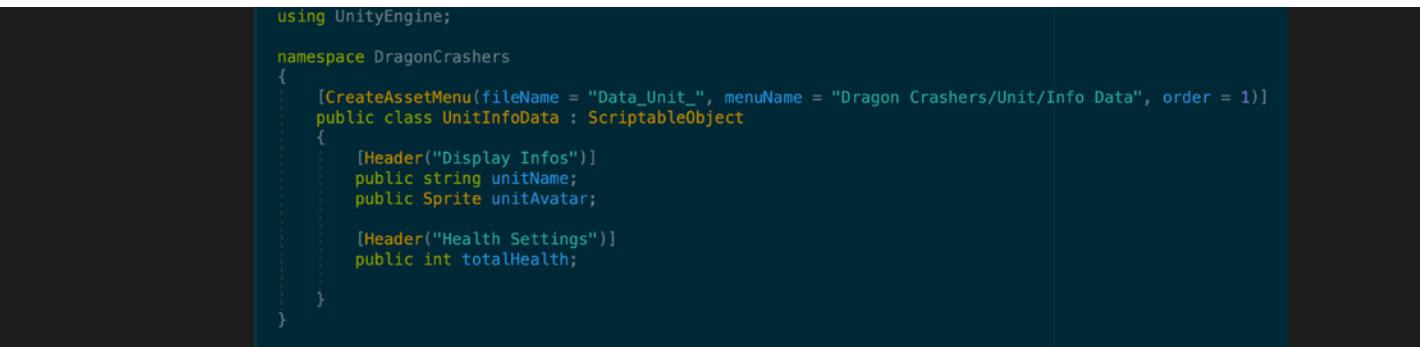 using UnityEngine;
namespace DragonCrashers
{
[CreateAssetMenu(fileName = "Data_Unit_", menuName = "Dragon Crashers/Unit/Info Data", order = 1)]
public class UnitInfoData : ScriptableObject
{
[Header("Display Infos")]
public string unitName;
public Sprite unitAvatar;
[Header("Health Settings")]
public int totalHealth;
}
}